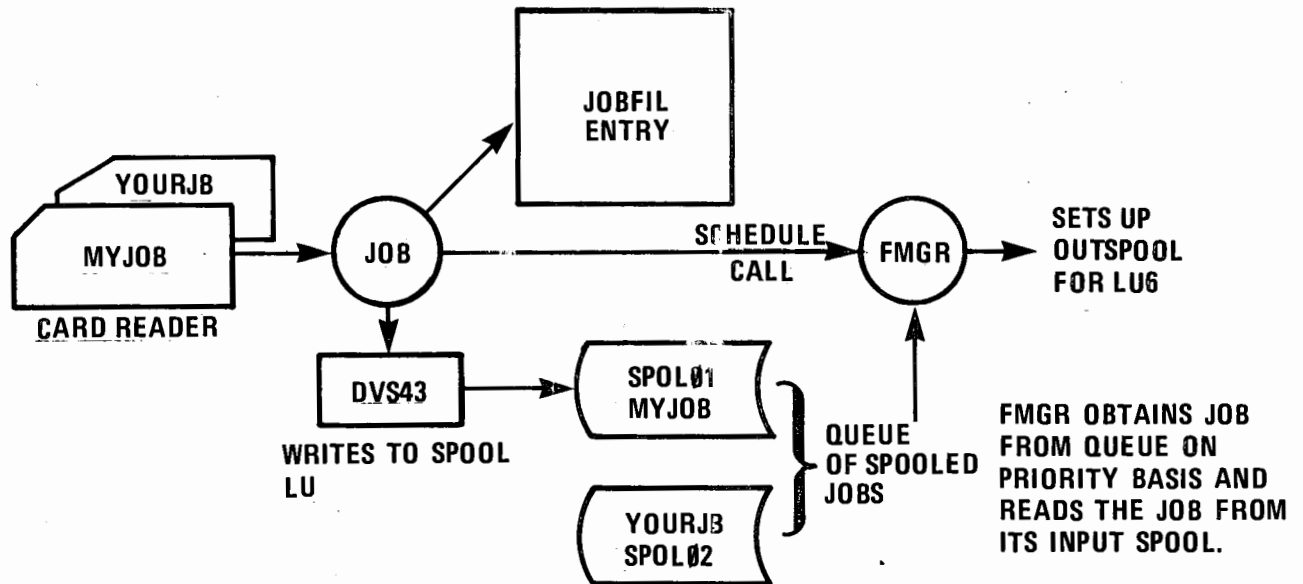 JOBFIL
ENTRY
YOURJB
MYJOB
CARD READER
JOB
SCHEDULE
CALL
FMGR
SETS UP
OUTSPOOL
FOR LU6
DVS43
WRITES TO SPOOL
LU
SPOLØ1
MYJOB
YOURJB
SPOLØ2
QUEUE
OF SPOOLED
JOBS
FMGR OBTAINS JOB
FROM QUEUE ON
PRIORITY BASIS AND
READS THE JOB FROM
ITS INPUT SPOOL.